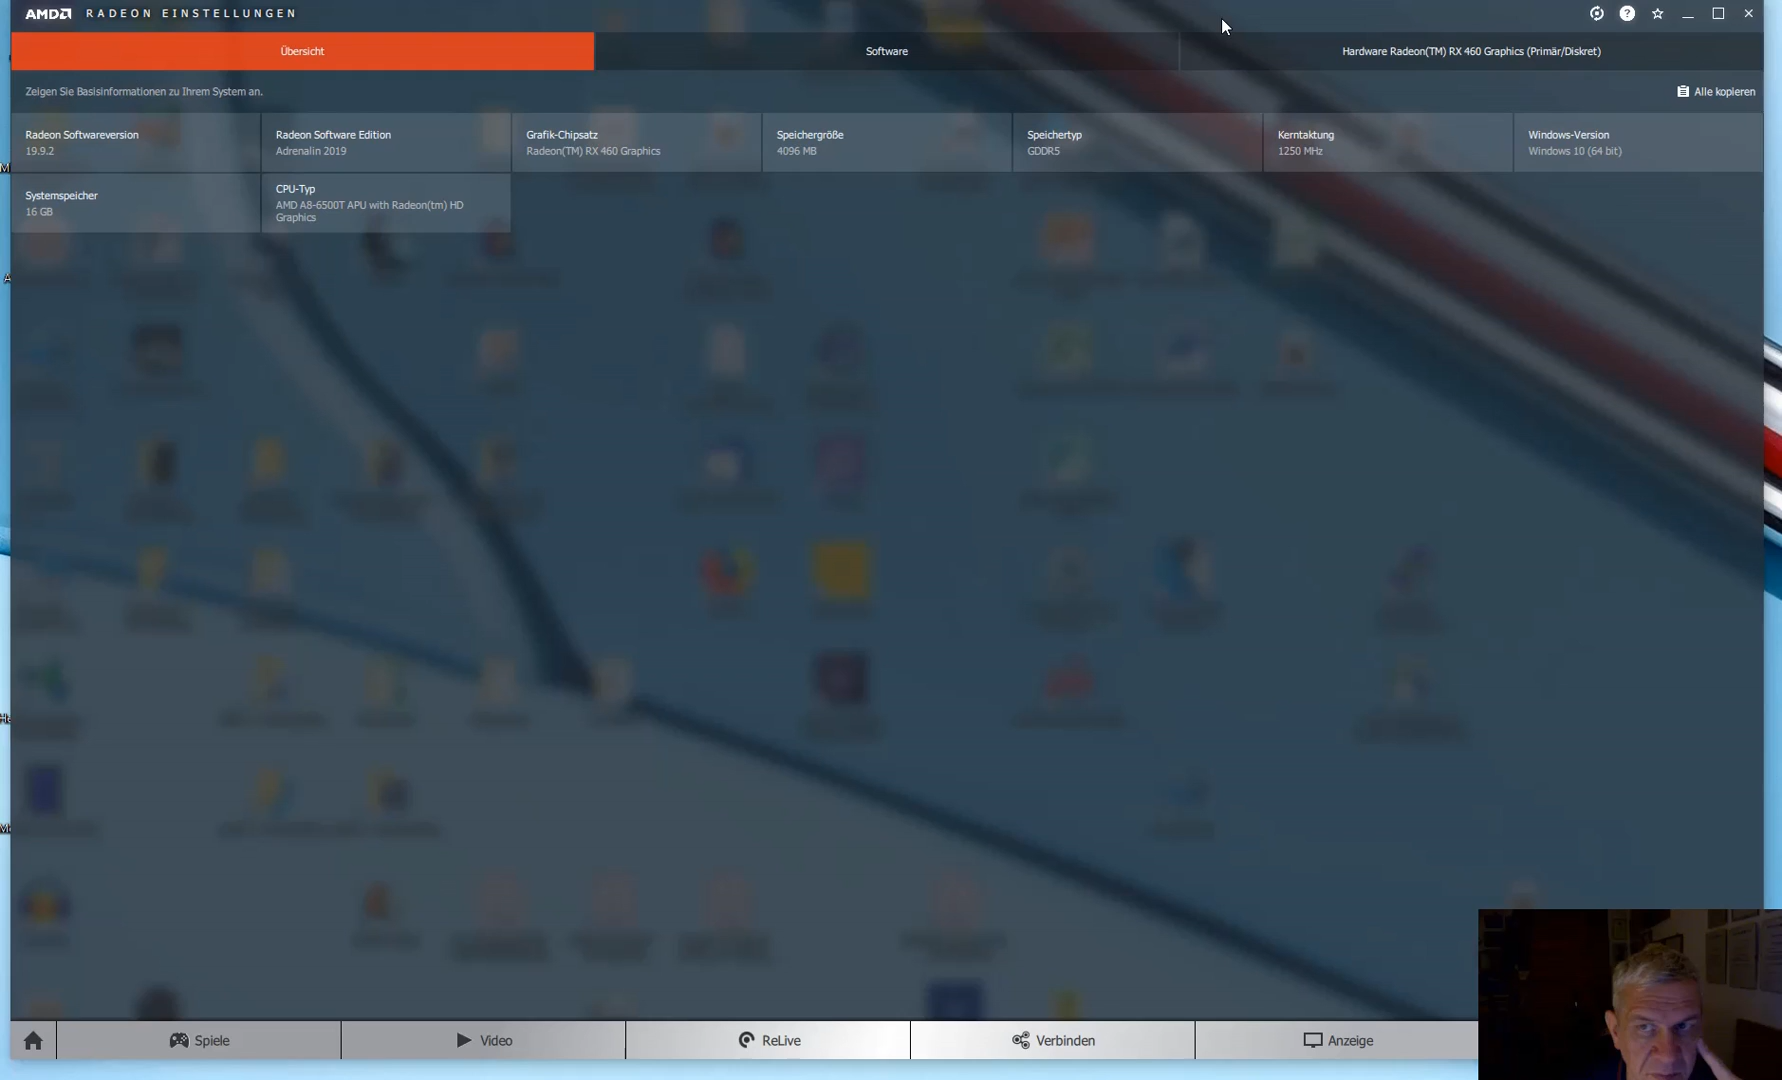 AMD RADEON EINSTELLUNGEN
Übersicht
Software
Hardware Radeon(TM) RX 460 Graphics (Primär/Diskret)
Zeigen Sie Basisinformationen zu Ihrem System an.
Alle kopieren
Radeon Softwareversion
19.9.2
Radeon Software Edition
Adrenalin 2019
Grafik-Chipsatz
Radeon(TM) RX 460 Graphics
Speichergröße
4096 MB
Speichertyp
GDDR5
Kerntaktung
1250 MHz
Windows-Version
Windows 10 (64 bit)
Systemspeicher
16 GB
CPU-Typ
AMD A8-6500T APU with Radeon(tm) HD
Graphics
Spiele
Video
ReLive
Verbinden
Anzeige